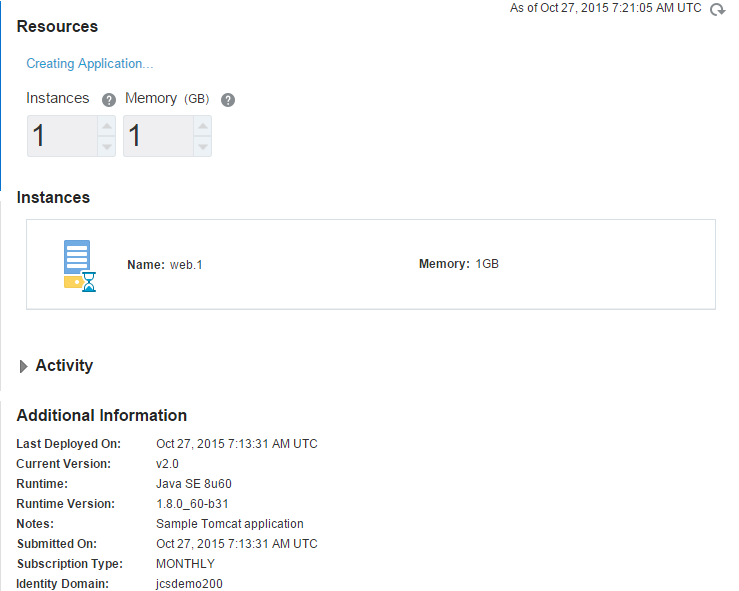 As of Oct 27, 2015 7:21:05 AM UTC
Resources
Creating Application...
Instances ? Memory (GB) ?
1 1
Instances
Name: web.1 Memory: 1GB
Activity
Additional Information
Last Deployed On: Oct 27, 2015 7:13:31 AM UTC
Current Version: v2.0
Runtime: Java SE 8u60
Runtime Version: 1.8.0_60-b31
Notes: Sample Tomcat application
Submitted On: Oct 27, 2015 7:13:31 AM UTC
Subscription Type: MONTHLY
Identity Domain: jcsdemo200